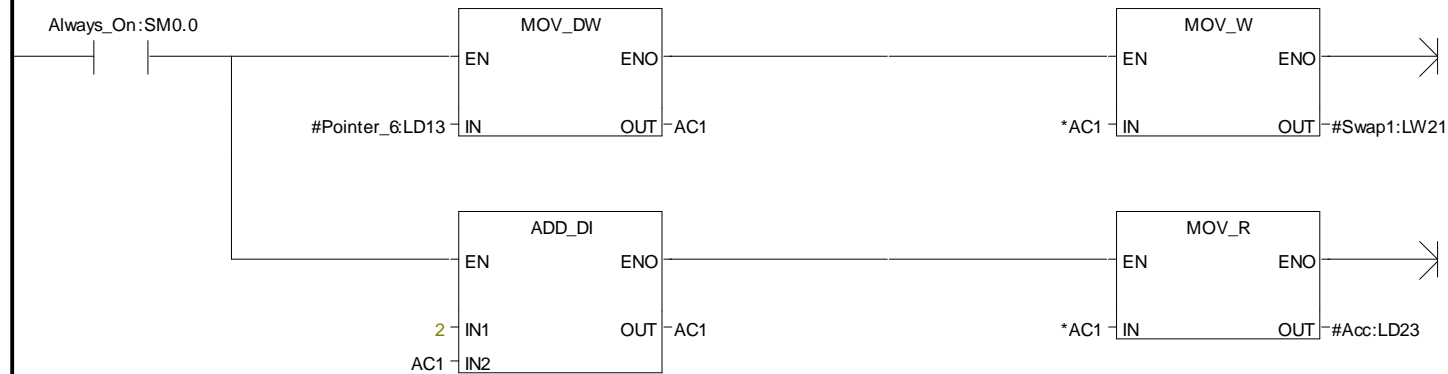 Always_On:SM0.0
MOV_DW
MOV_W
EN
ENO
EN
ENO
#Pointer_6:LD13
IN
OUT
AC1
*AC1
IN
OUT
#Swap1:LW21
ADD_DI
MOV_R
EN
ENO
EN
ENO
2
IN1
OUT
AC1
*AC1
IN
OUT
#Acc:LD23
AC1
IN2